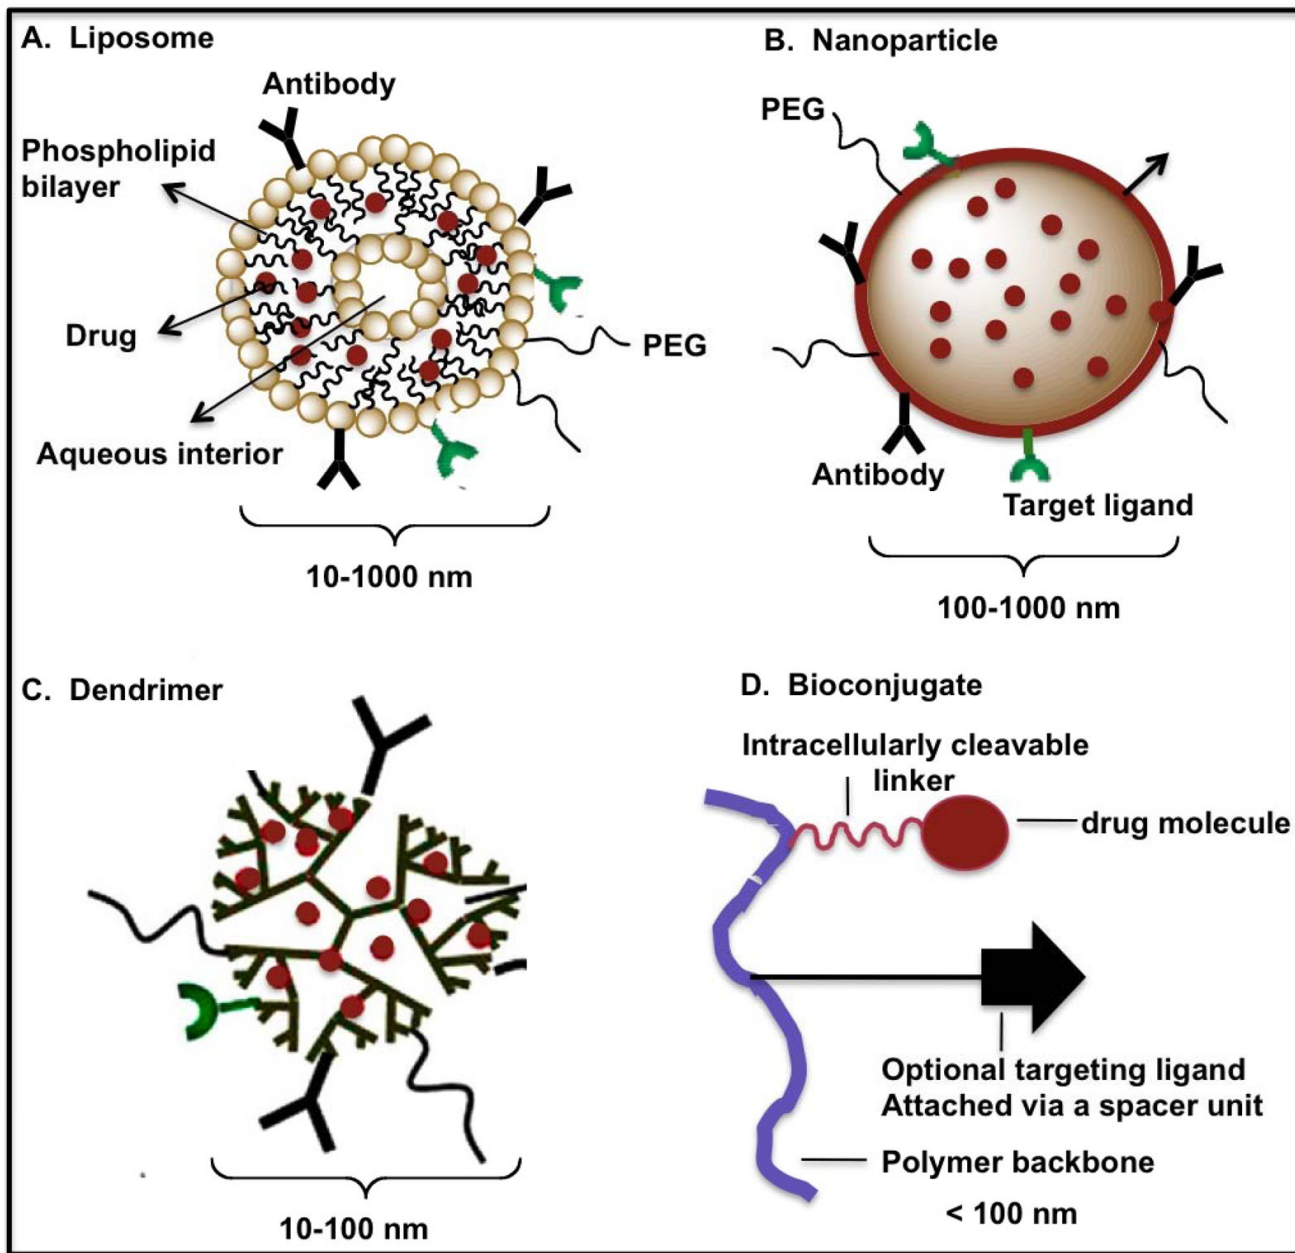 A. Liposome
Antibody
Phospholipid
bilayer
Drug
Aqueous interior
PEG
10-1000 nm
B. Nanoparticle
PEG
Antibody
Target ligand
100-1000 nm
C. Dendrimer
10-100 nm
D. Bioconjugate
Intracellularly cleavable
linker
drug molecule
Optional targeting ligand
Attached via a spacer unit
Polymer backbone
< 100 nm